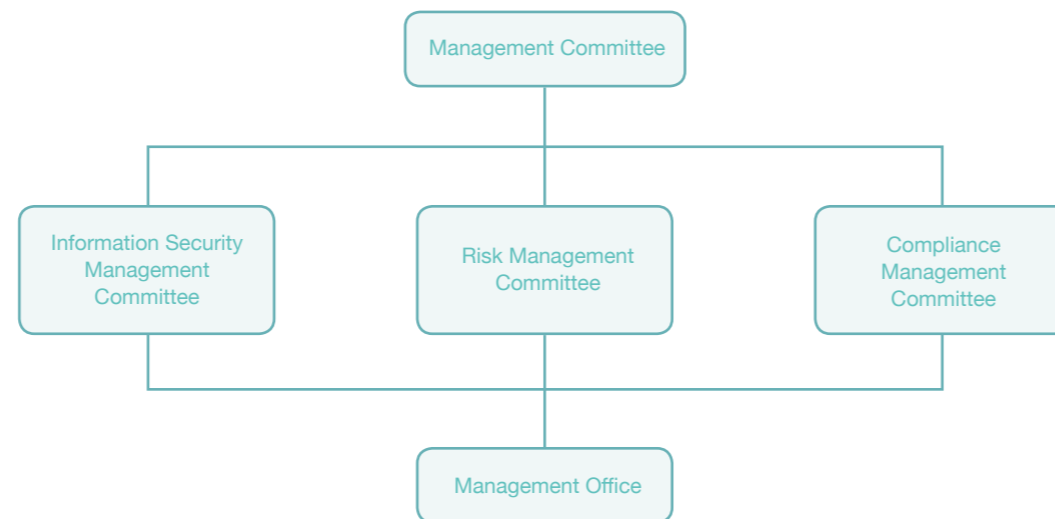 Management Committee
Information Security
Management
Committee
Risk Management
Committee
Compliance
Management
Committee
Management Office